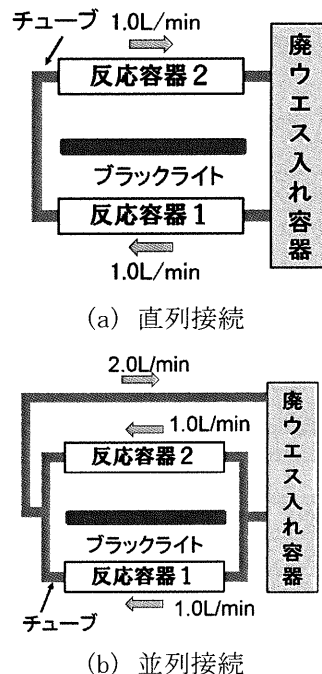 チューブ
1.0L/min
反応容器2
ブラックライト
反応容器1
1.0L/min
廃ウエス入れ容器
(a) 直列接続
2.0L/min
1.0L/min
反応容器2
ブラックライト
反応容器1
チューブ
1.0L/min
廃ウエス入れ容器
(b) 並列接続